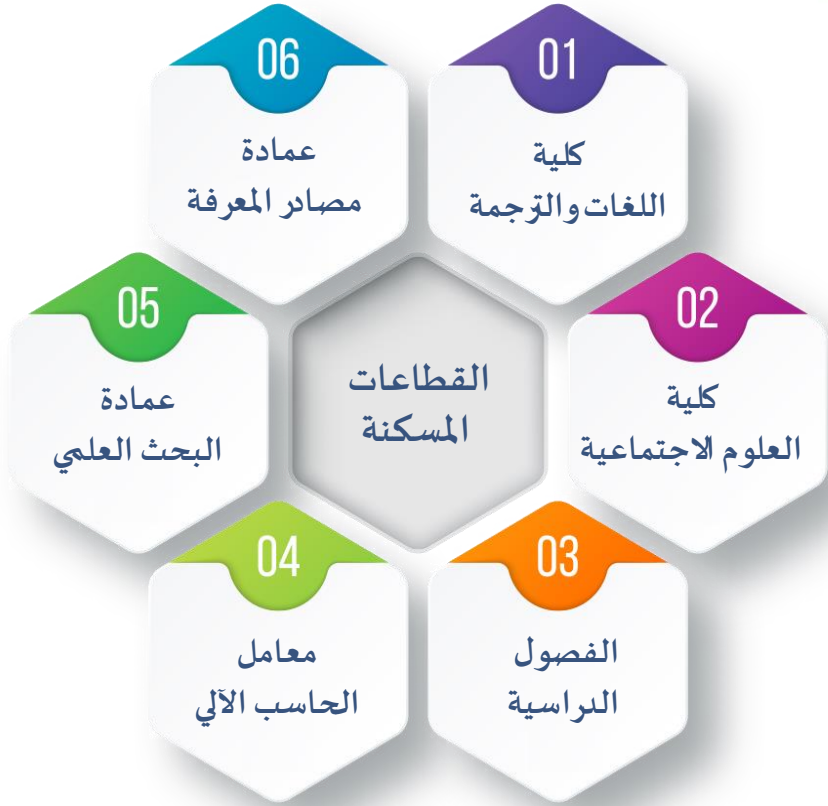 القطاعات
المسكنة
01
كلية
اللغات والترجمة
02
كلية
العلوم الاجتماعية
03
الفصول
الدراسية
04
معامل
الحاسب الآلي
05
عمادة
البحث العلمي
06
عمادة
مصادر المعرفة